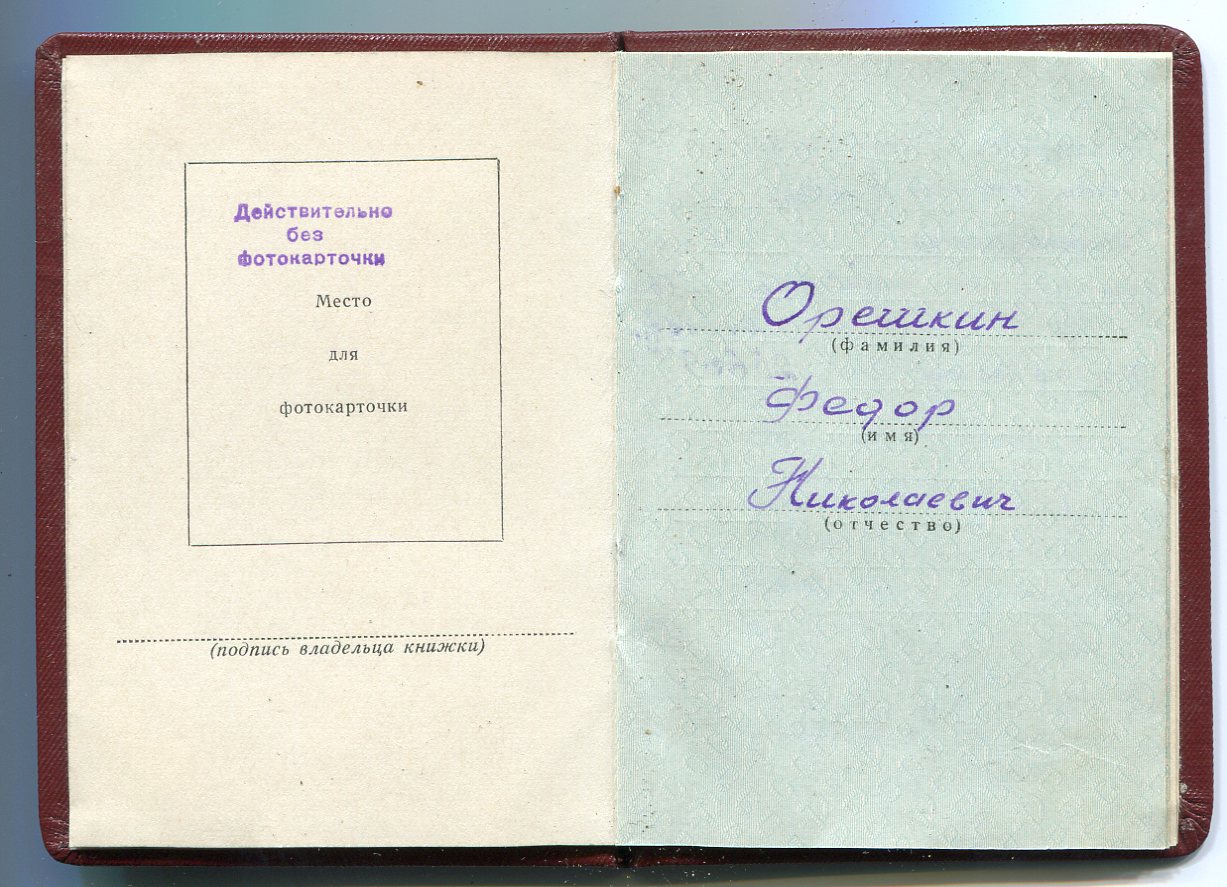 Действительно
без
фотокарточки
Место
для
фотокарточки
(подпись владельца книжки)
Орешкин
(фамилия)
Федор
(имя)
Николаевич
(отчество)